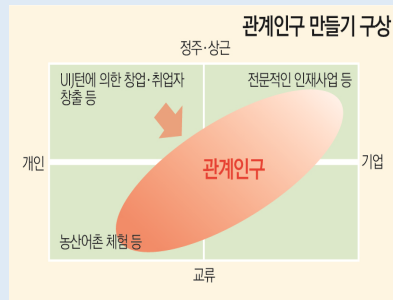 관계인구 만들기 구상
정주·상근
UIJ턴에 의한 창업·취업자
창출 등
전문적인 인재사업 등
개인
관계인구
기업
농산어촌 체험 등
교류